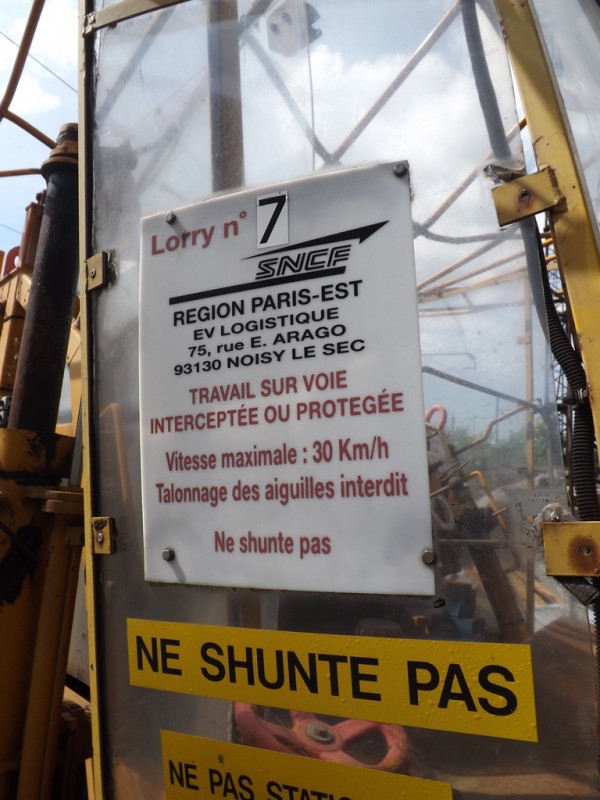 Lorry n° 7
SNCF
REGION PARIS-EST
EV LOGISTIQUE
75, rue E. ARAGO
93130 NOISY LE SEC
TRAVAIL SUR VOIE
INTERCEPTÉE OU PROTEGÉE
Vitesse maximale : 30 Km/h
Talonnage des aiguilles interdit
Ne shunte pas
NE SHUNTE PAS
NE PAS